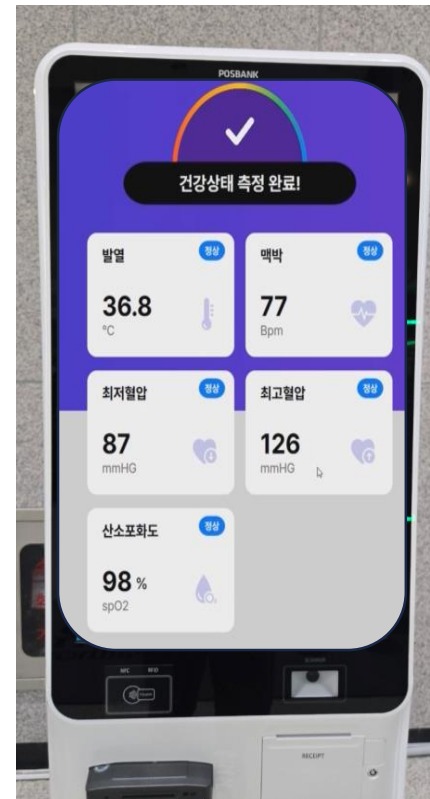 POSBANK
건강상태 측정 완료!
발열 정상
36.8
°C
맥박 정상
77
Bpm
최저혈압 정상
87
mmHG
최고혈압 정상
126
mmHG
산소포화도 정상
98 %
spO2
NFC RFID
SCANNER
RECEIPT